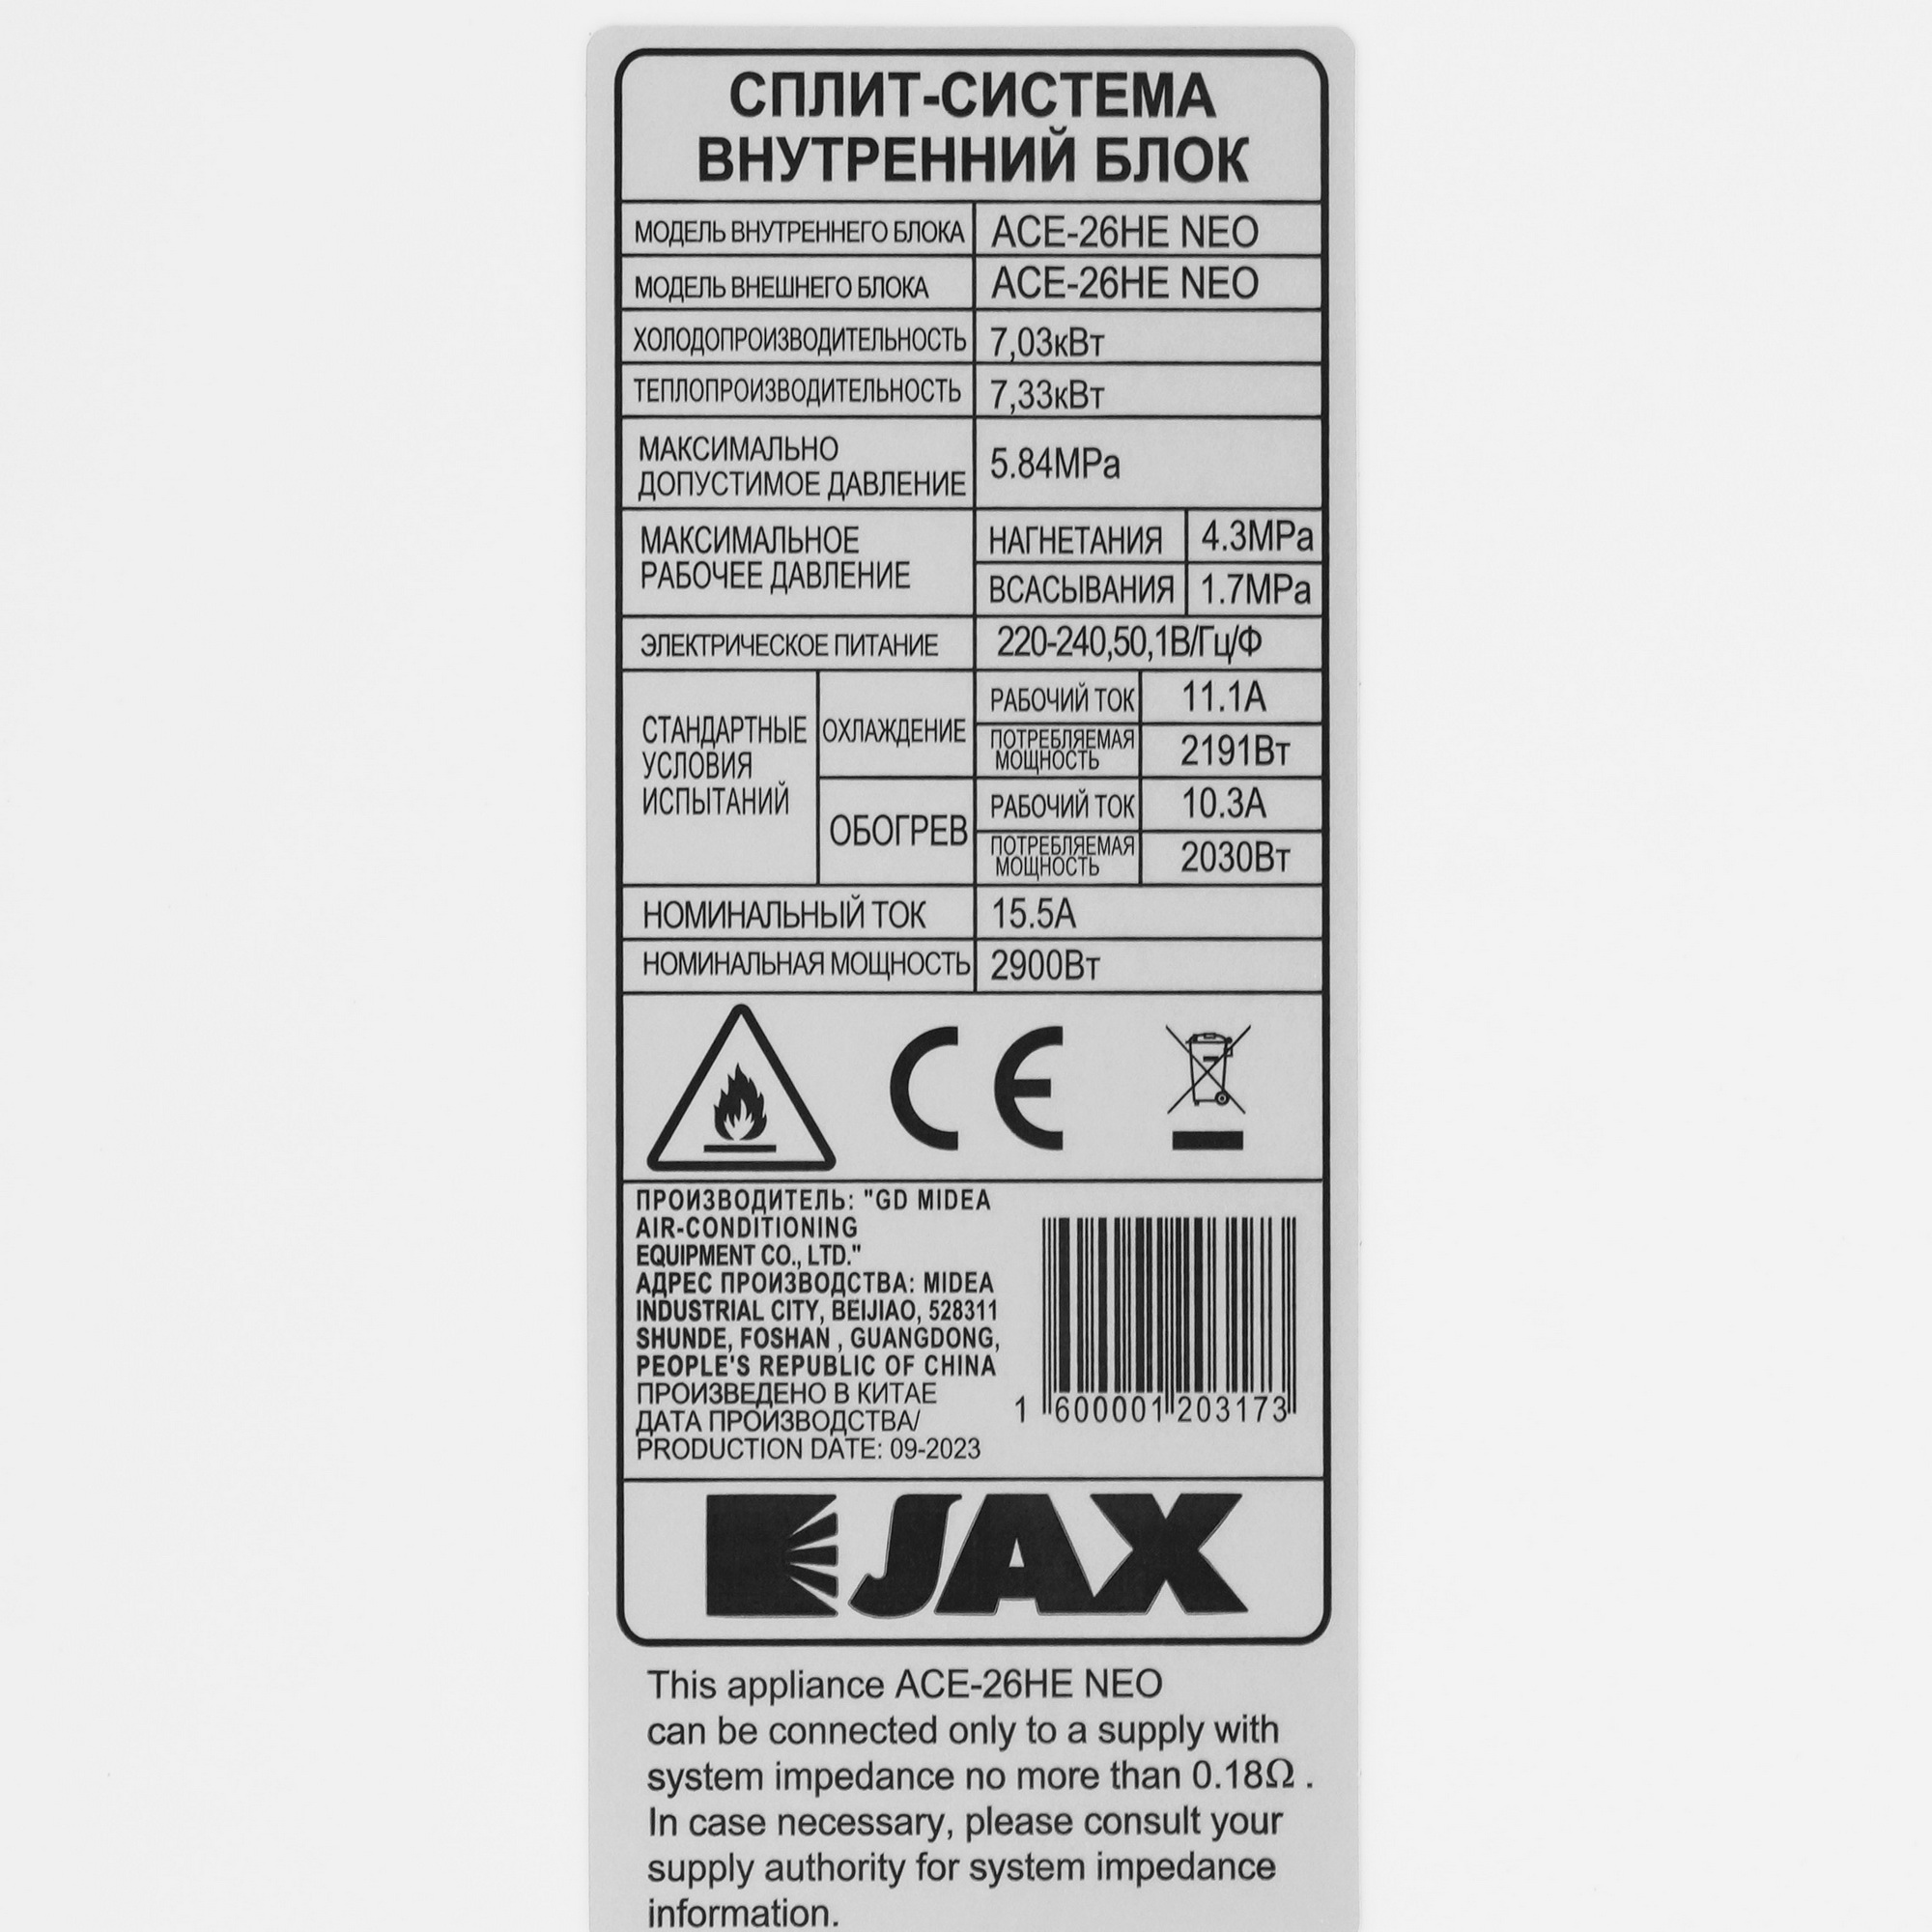 СПЛИТ-СИСТЕМА
ВНУТРЕННИЙ БЛОК
МОДЕЛЬ ВНУТРЕННЕГО БЛОКА ACE-26HE NEO
МОДЕЛЬ ВНЕШНЕГО БЛОКА ACE-26HE NEO
ХОЛОДОПРОИЗВОДИТЕЛЬНОСТЬ 7,03кВт
ТЕПЛОПРОИЗВОДИТЕЛЬНОСТЬ 7,33кВт
МАКСИМАЛЬНО
ДОПУСТИМОЕ ДАВЛЕНИЕ
5.84MPa
МАКСИМАЛЬНОЕ
РАБОЧЕЕ ДАВЛЕНИЕ
НАГНЕТАНИЯ 4.3MPa
ВСАСЫВАНИЯ 1.7MPa
ЭЛЕКТРИЧЕСКОЕ ПИТАНИЕ 220-240,50,1В/Гц/Ф
СТАНДАРТНЫЕ
УСЛОВИЯ
ИСПЫТАНИЙ
ОХЛАЖДЕНИЕ
РАБОЧИЙ ТОК 11.1А
ПОТРЕБЛЯЕМАЯ
МОЩНОСТЬ
2191Вт
ОБОГРЕВ
РАБОЧИЙ ТОК 10.3А
ПОТРЕБЛЯЕМАЯ
МОЩНОСТЬ
2030Вт
НОМИНАЛЬНЫЙ ТОК 15.5А
НОМИНАЛЬНАЯ МОЩНОСТЬ 2900Вт
CE
ПРОИЗВОДИТЕЛЬ: "GD MIDEA
AIR-CONDITIONING
EQUIPMENT CO., LTD."
АДРЕС ПРОИЗВОДСТВА: MIDEA
INDUSTRIAL CITY, BEIJIAO, 528311
SHUNDE, FOSHAN , GUANGDONG,
PEOPLE'S REPUBLIC OF CHINA
ПРОИЗВЕДЕНО В КИТАЕ
ДАТА ПРОИЗВОДСТВА/
PRODUCTION DATE: 09-2023
1 600001 203173
JAX
This appliance ACE-26HE NEO
can be connected only to a supply with
system impedance no more than 0.18Ω .
In case necessary, please consult your
supply authority for system impedance
information.